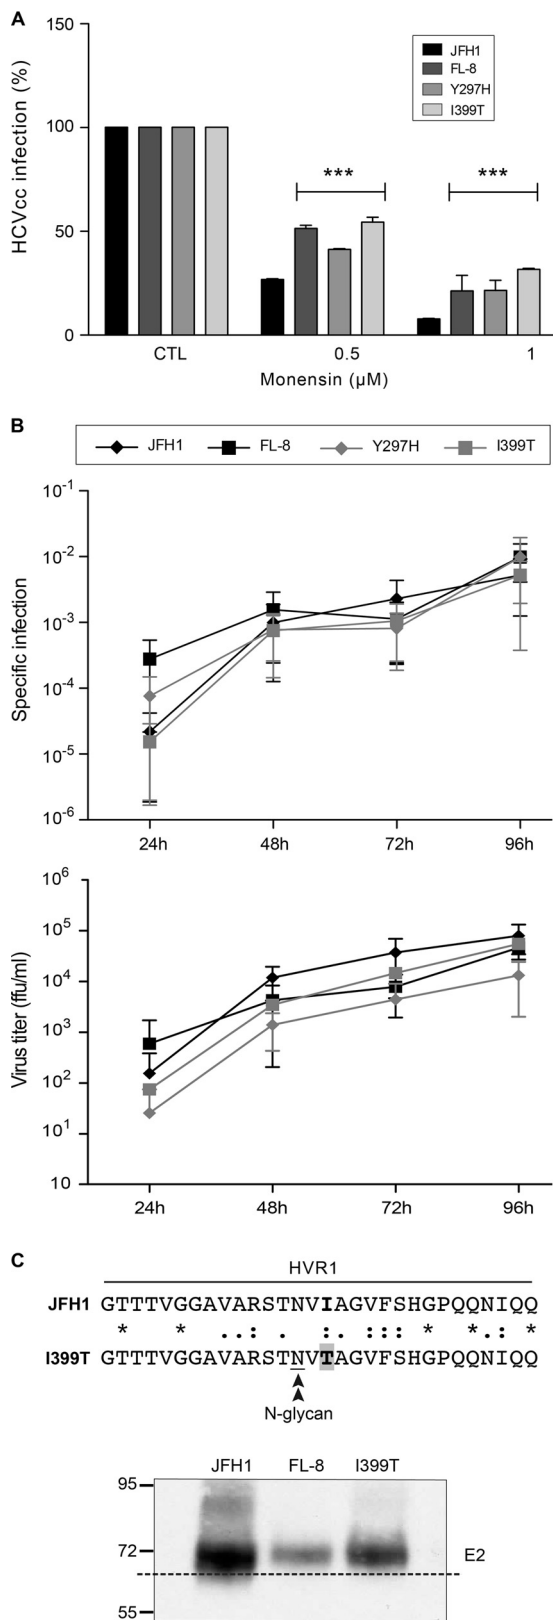 A
150
100
50
0
HCVcc infection (%)
JFH1
FL-8
Y297H
I399T
***
***
CTL
0.5
1
Monensin (µM)
B
JFH1
FL-8
Y297H
I399T
10-1
10-2
10-3
10-4
10-5
10-6
Specific infection
24h
48h
72h
96h
106
105
104
103
102
101
10
Virus titer (ffu/ml)
24h
48h
72h
96h
C
HVR1
JFH1 GTTTVGGAVARSTNVIAGVFSHGPQQNIQQ
* * ..: . :. ::: * *.: *
I399T GTTTVGGAVARSTNVTAGVFSHGPQQNIQQ
N-glycan
JFH1 FL-8 I399T
95
72
E2
55